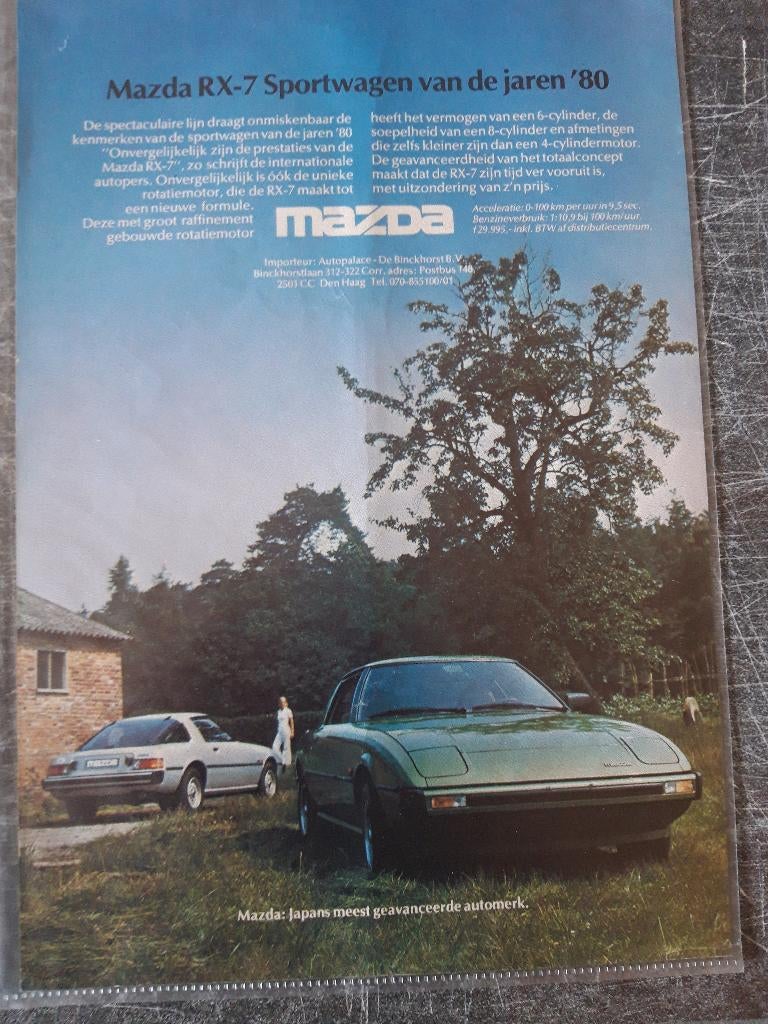 Mazda RX-7 Sportwagen van de jaren '80
De spectaculaire lijn draagt onmiskenbaar de
kenmerken van de sportwagen van de jaren '80
"Onvergelijkelijk zijn de prestaties van de
Mazda RX-7", zo schrijft de internationale
autopers. Onvergelijkelijk is óók de unieke
rotatiemotor, die de RX-7 maakt tot
een nieuwe formule.
Deze met groot raffinement
gebouwde rotatiemotor
heeft het vermogen van een 6-cylinder, de
soepelheid van een 8-cylinder en afmetingen
die zelfs kleiner zijn dan een 4-cylindermotor.
De geavanceerdheid van het totaalconcept
maakt dat de RX-7 zijn tijd ver vooruit is,
met uitzondering van z'n prijs.
mazda
Acceleratie: 0-100 km per uur in 9,5 sec.
Benzineverbruik: 1:10,9 bij 100 km/uur.
f 29.995,- inkl. BTW af distributiecentrum.
Importeur: Autopalace - De Binckhorst B.V.
Binckhorstlaan 312-322 Corr. adres: Postbus 148,
2501 CC Den Haag Tel. 070-855100/01
mazda
Mazda: Japans meest geavanceerde automerk.